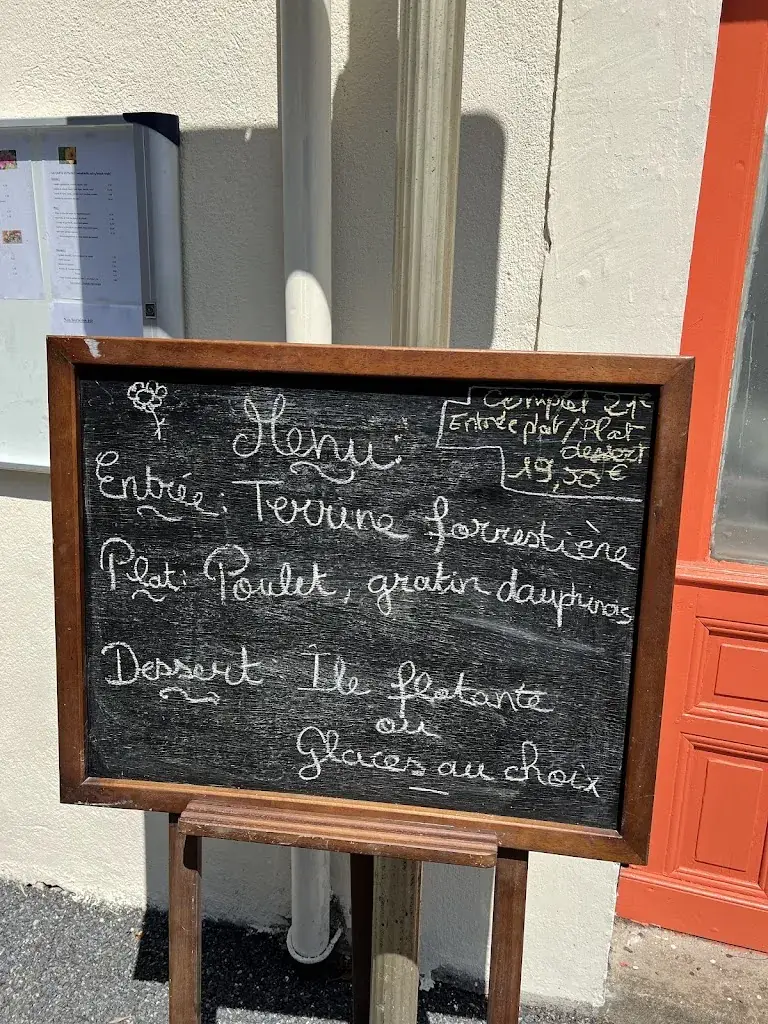 Menu:
Complet 21€
Entrée plat / Plat
dessert
19,50 €
Entrée: Terrine forrestière
Plat: Poulet, gratin dauphinois
Dessert: Île flotante
ou
Glaces au choix